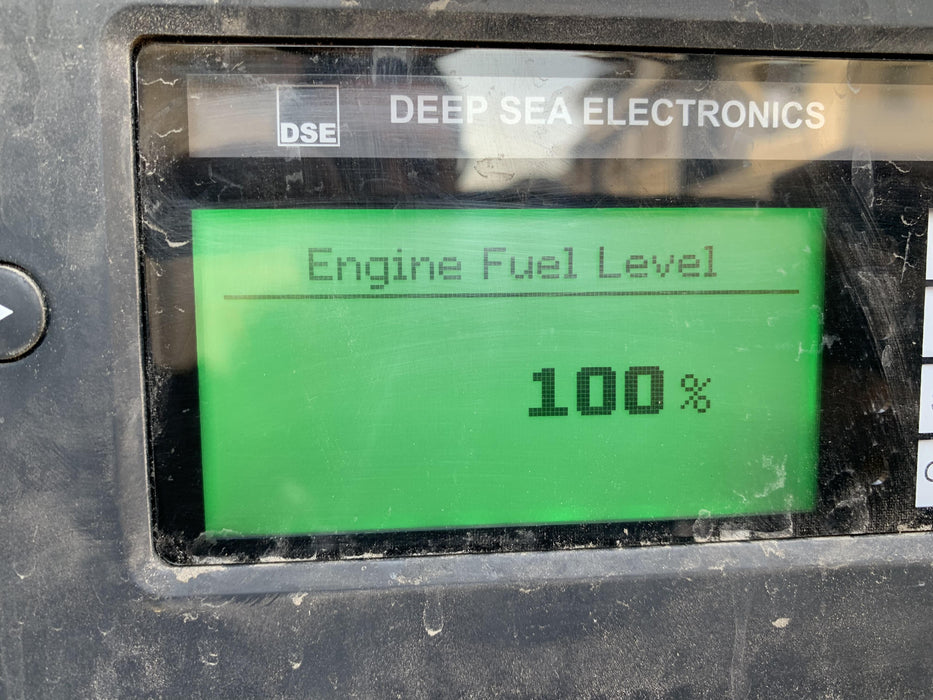 DSE
DEEP SEA ELECTRONICS
Engine Fuel Level
100 %